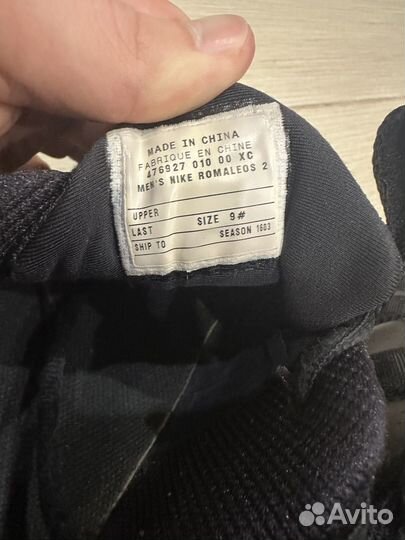 MADE IN CHINA
FABRIQUE EN CHINE
476927 010 00 XC
MEN'S NIKE ROMALEOS 2
UPPER
LAST SIZE 9#
SHIP TO SEASON 1603
Avito